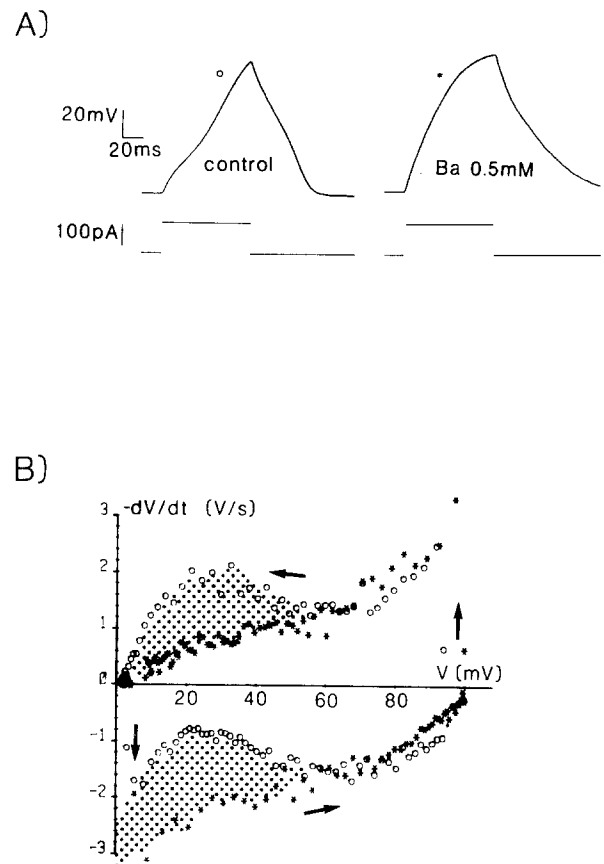 A)
20mV
20ms
control
Ba 0.5mM
100pA
B)
-dV/dt (V/s)
3
2
1
0
-1
-2
-3
20 40 60 80
V (mV)